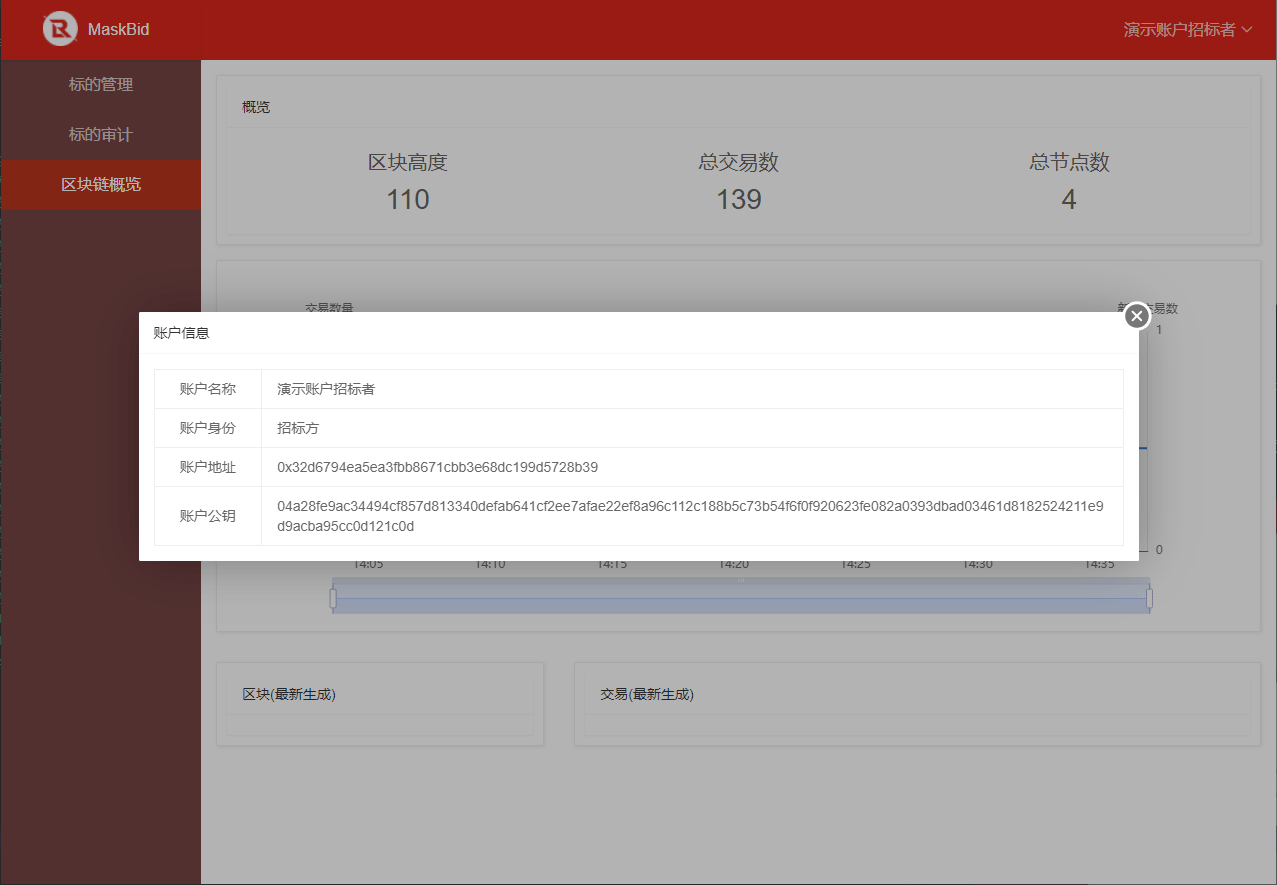 MaskBid
演示账户招标者
标的管理
标的审计
区块链概览
概览
区块高度
总交易数
总节点数
110
139
4
交易数量
易数
1
账户信息
账户名称
演示账户招标者
账户身份
招标方
账户地址
0x32d6794ea5ea3fbb8671cbb3e68dc199d5728b39
账户公钥
04a28fe9ac34494cf857d813340defab641cf2ee7afae22ef8a96c112c188b5c73b54f6f0f920623fe082a0393dbad03461d8182524211e9
d9acba95cc0d121c0d
0
14:05
14:10
14:15
14:20
14:25
14:30
14:35
区块(最新生成)
交易(最新生成)